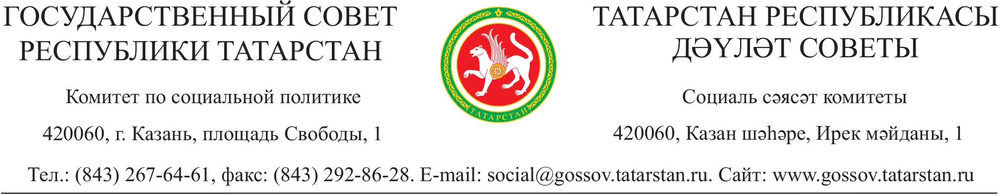 ГОСУДАРСТВЕННЫЙ СОВЕТ
РЕСПУБЛИКИ ТАТАРСТАН
Комитет по социальной политике
420060, г. Казань, площадь Свободы, 1
ТАТАРСТАН
ТАТАРСТАН РЕСПУБЛИКАСЫ
ДӘҮЛӘТ СОВЕТЫ
Социаль сәясәт комитеты
420060, Казан шәһәре, Ирек мәйданы, 1
Тел.: (843) 267-64-61, факс: (843) 292-86-28. E-mail: social@gossov.tatarstan.ru. Сайт: www.gossov.tatarstan.ru